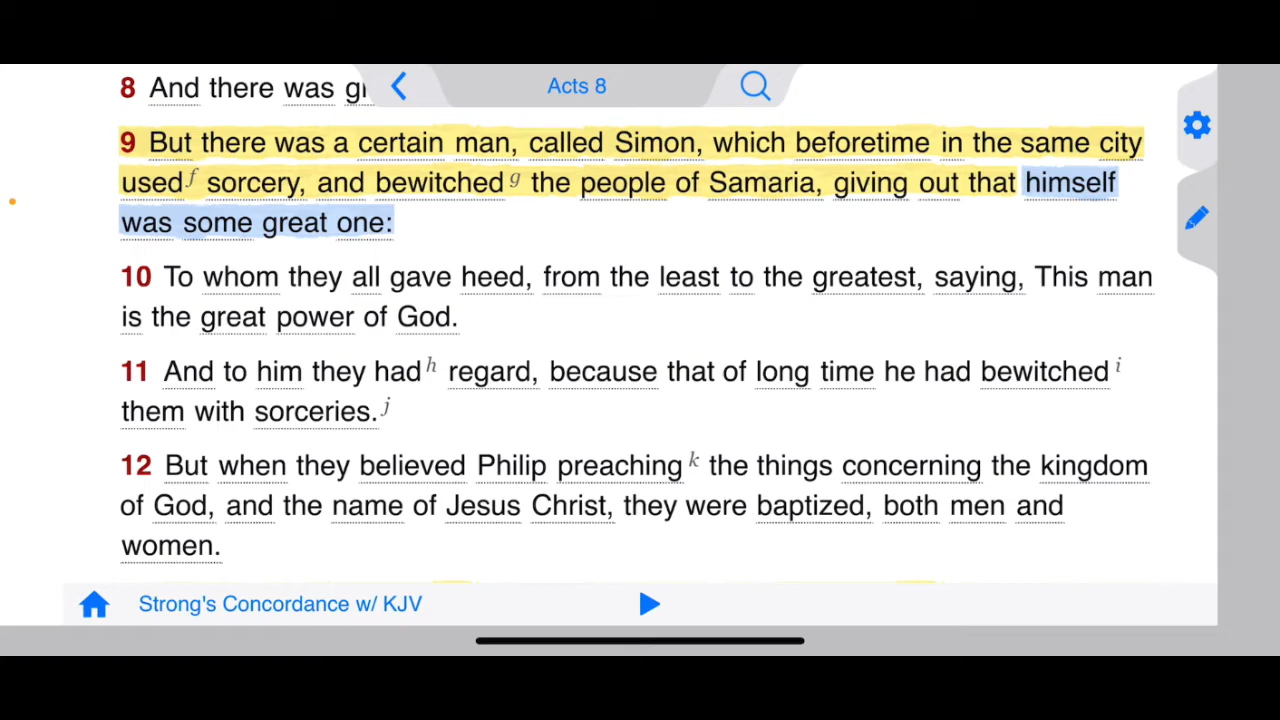 Acts 8
8 And there was
9 But there was a certain man, called Simon, which beforetime in the same city
used f sorcery, and bewitched g the people of Samaria, giving out that himself
was some great one:
10 To whom they all gave heed, from the least to the greatest, saying, This man
is the great power of God.
11 And to him they had h regard, because that of long time he had bewitched i
them with sorceries. j
12 But when they believed Philip preaching k the things concerning the kingdom
of God, and the name of Jesus Christ, they were baptized, both men and
women.
Strong's Concordance w/ KJV